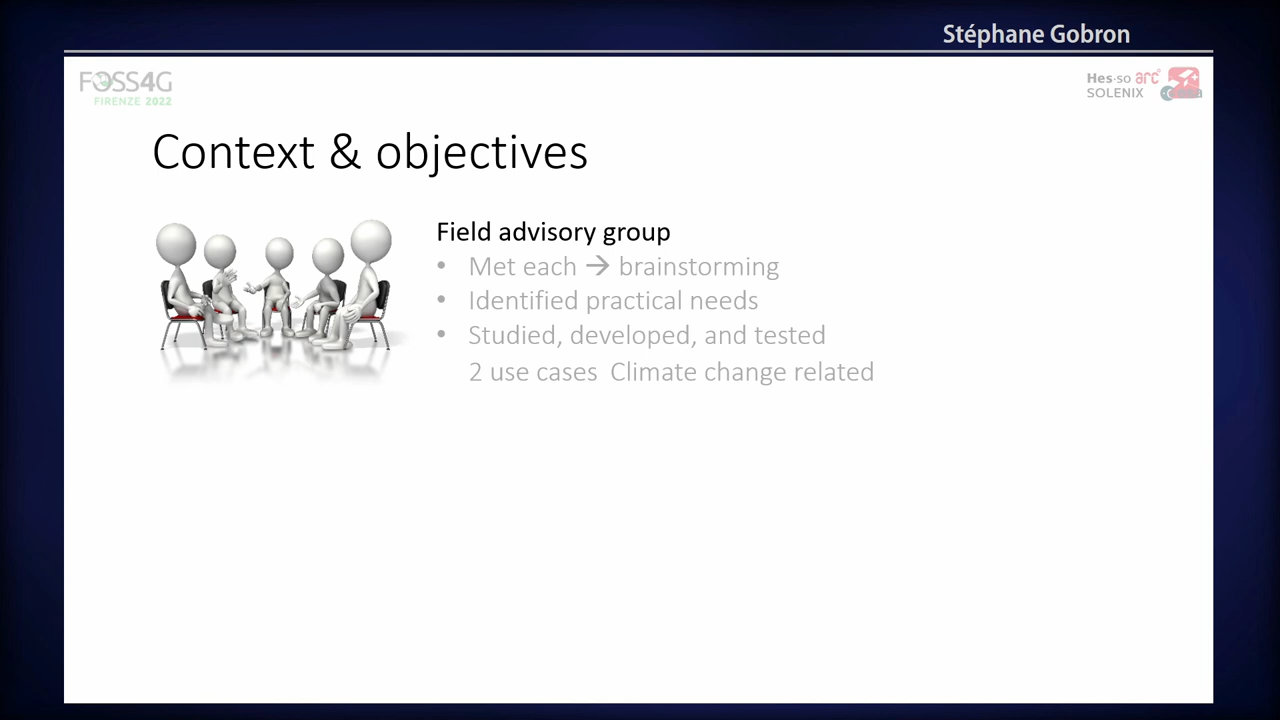 Stéphane Gobron
FOSS4G
FIRENZE 2022
Hes·so arc
SOLENIX
Context & objectives
Field advisory group
• Met each → brainstorming
• Identified practical needs
• Studied, developed, and tested
2 use cases Climate change related